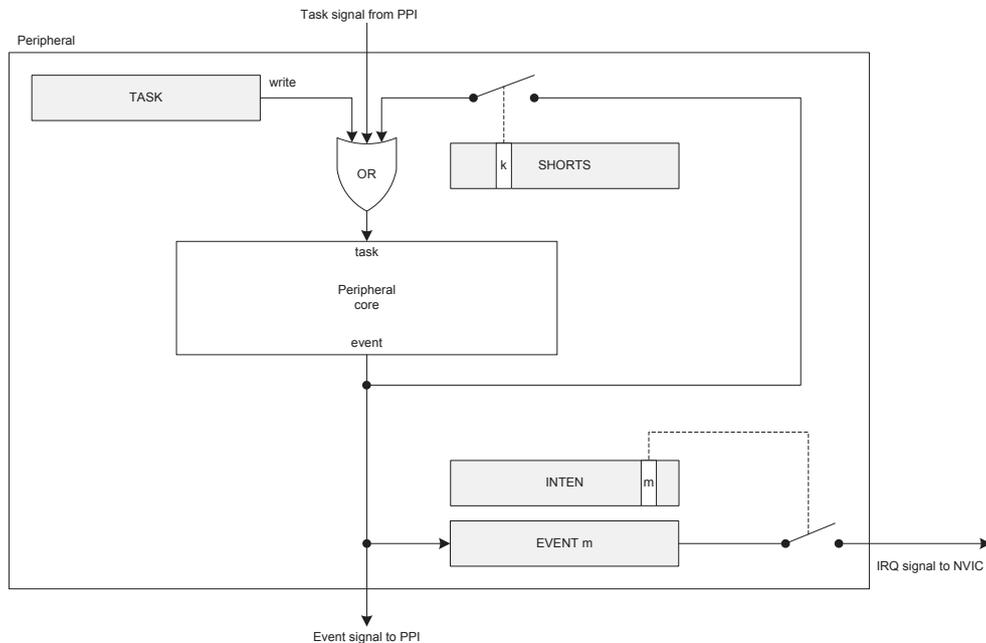 Task signal from PPI
Peripheral
TASK
write
OR
k
SHORTS
task
Peripheral
core
event
INTEN
m
EVENT m
IRQ signal to NVIC
Event signal to PPI